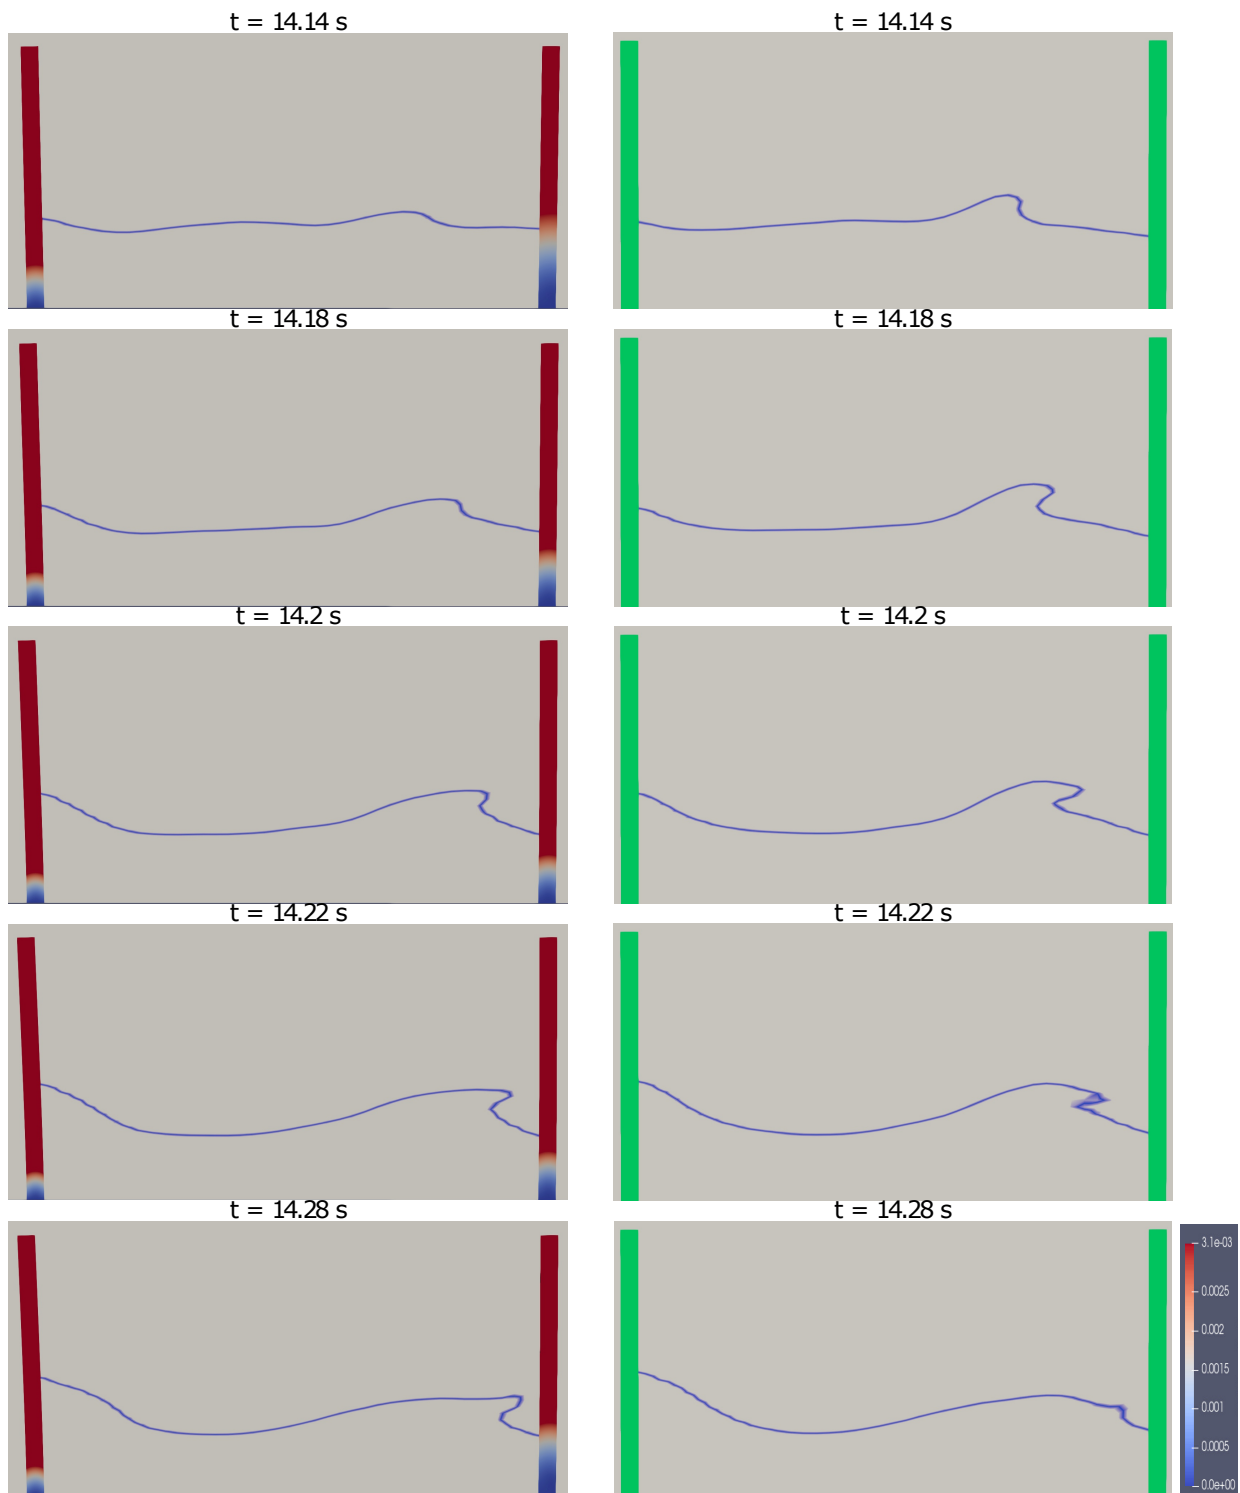 t = 14.14 s
t = 14.14 s
t = 14.18 s
t = 14.18 s
t = 14.2 s
t = 14.2 s
t = 14.22 s
t = 14.22 s
t = 14.28 s
t = 14.28 s
3.1e-03
0.0025
0.002
0.0015
0.001
0.0005
0.0e+00